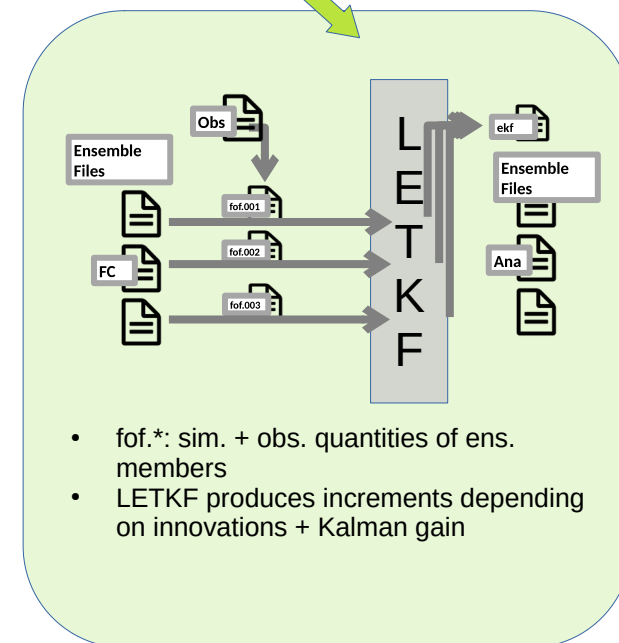 Obs
Ensemble
Files
fof.001
fof.002
FC
fof.003
L
E
T
K
F
ekf
Ensemble
Files
Ana
• fof.*: sim. + obs. quantities of ens.
members
• LETKF produces increments depending
on innovations + Kalman gain